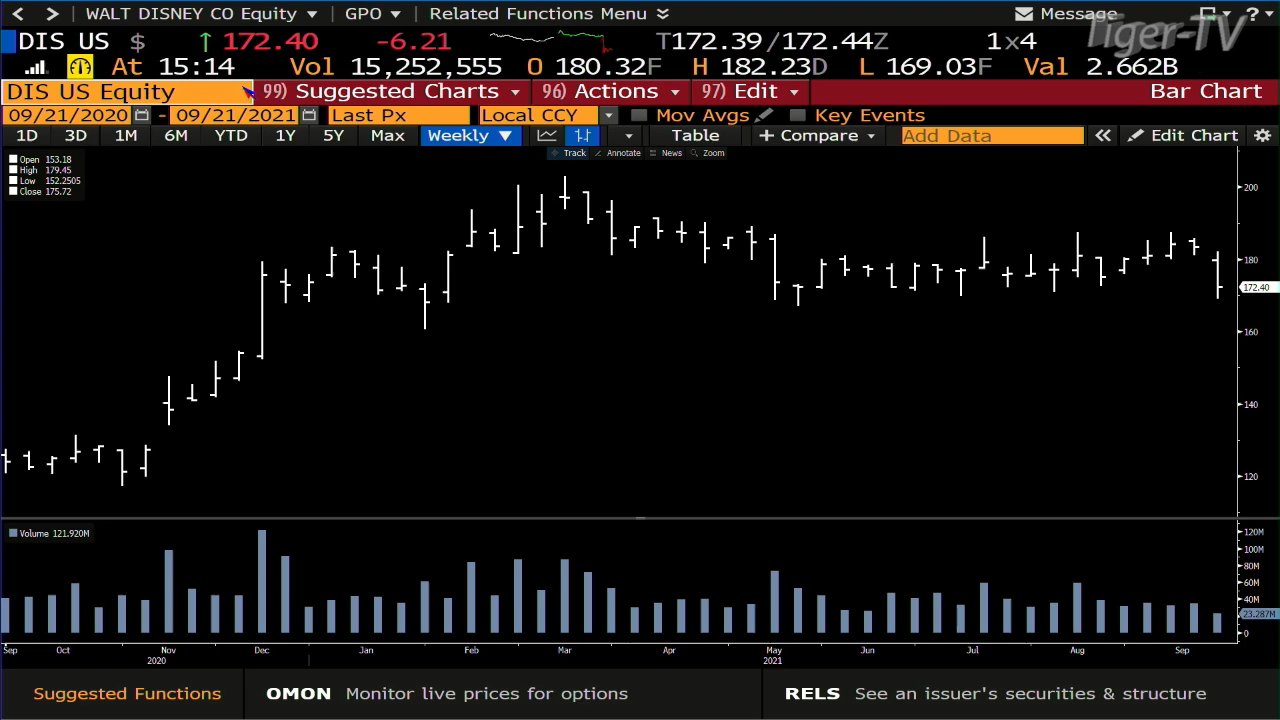 WALT DISNEY CO Equity GPO Related Functions Menu Message ?
Tiger-TV
DIS US $ ↑ 172.40 -6.21 T172.39/172.44Z 1x4
At 15:14 Vol 15,252,555 O 180.32F H 182.23D L 169.03F Val 2.662B
DIS US Equity 99) Suggested Charts 96) Actions 97) Edit Bar Chart
09/21/2020 - 09/21/2021 Last Px Local CCY Mov Avgs Key Events
1D 3D 1M 6M YTD 1Y 5Y Max Weekly Table + Compare Add Data « Edit Chart
Track Annotate News Zoom
Open 153.18
High 179.45
Low 152.2505
Close 175.72
200
180
172.40
160
140
120
Volume 121.920M
120M
100M
80M
60M
40M
23.287M
0
Sep Oct Nov Dec Jan Feb Mar Apr May Jun Jul Aug Sep
2020 2021
Suggested Functions OMON Monitor live prices for options RELS See an issuer's securities & structure